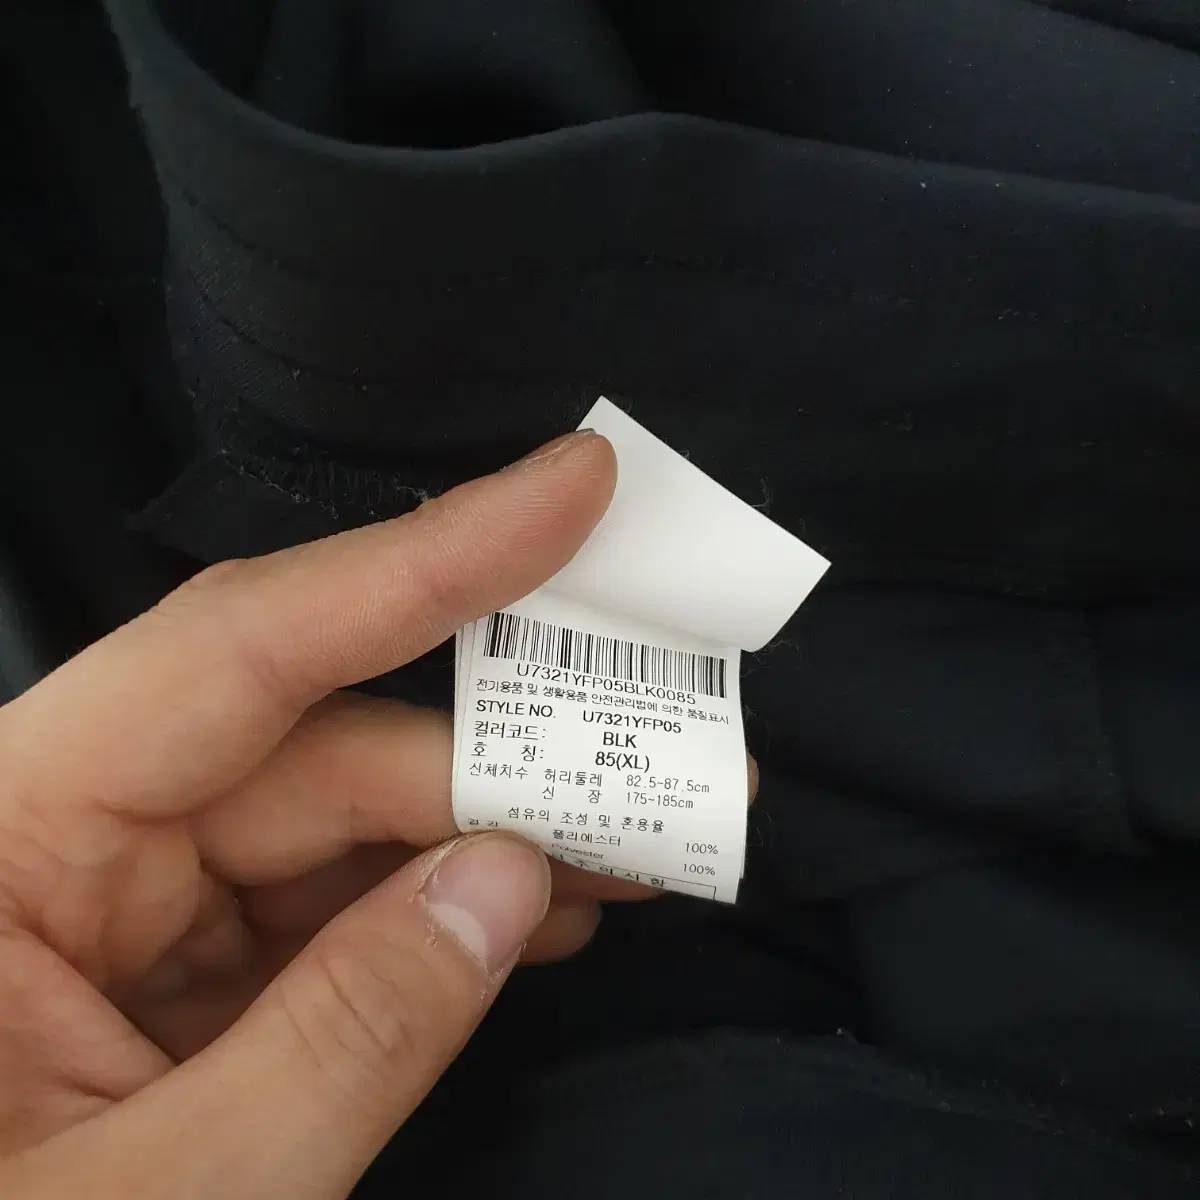 U7321YFP05BLK0085
전기용품 및 생활용품 안전관리법에 의한 품질표시
STYLE NO. U7321YFP05
컬러코드: BLK
호 칭: 85(XL)
신체치수 허리둘레 82.5-87.5cm
신 장 175-185cm
섬유의 조성 및 혼용율
겉감 폴리에스터 100%
Polyester 100%